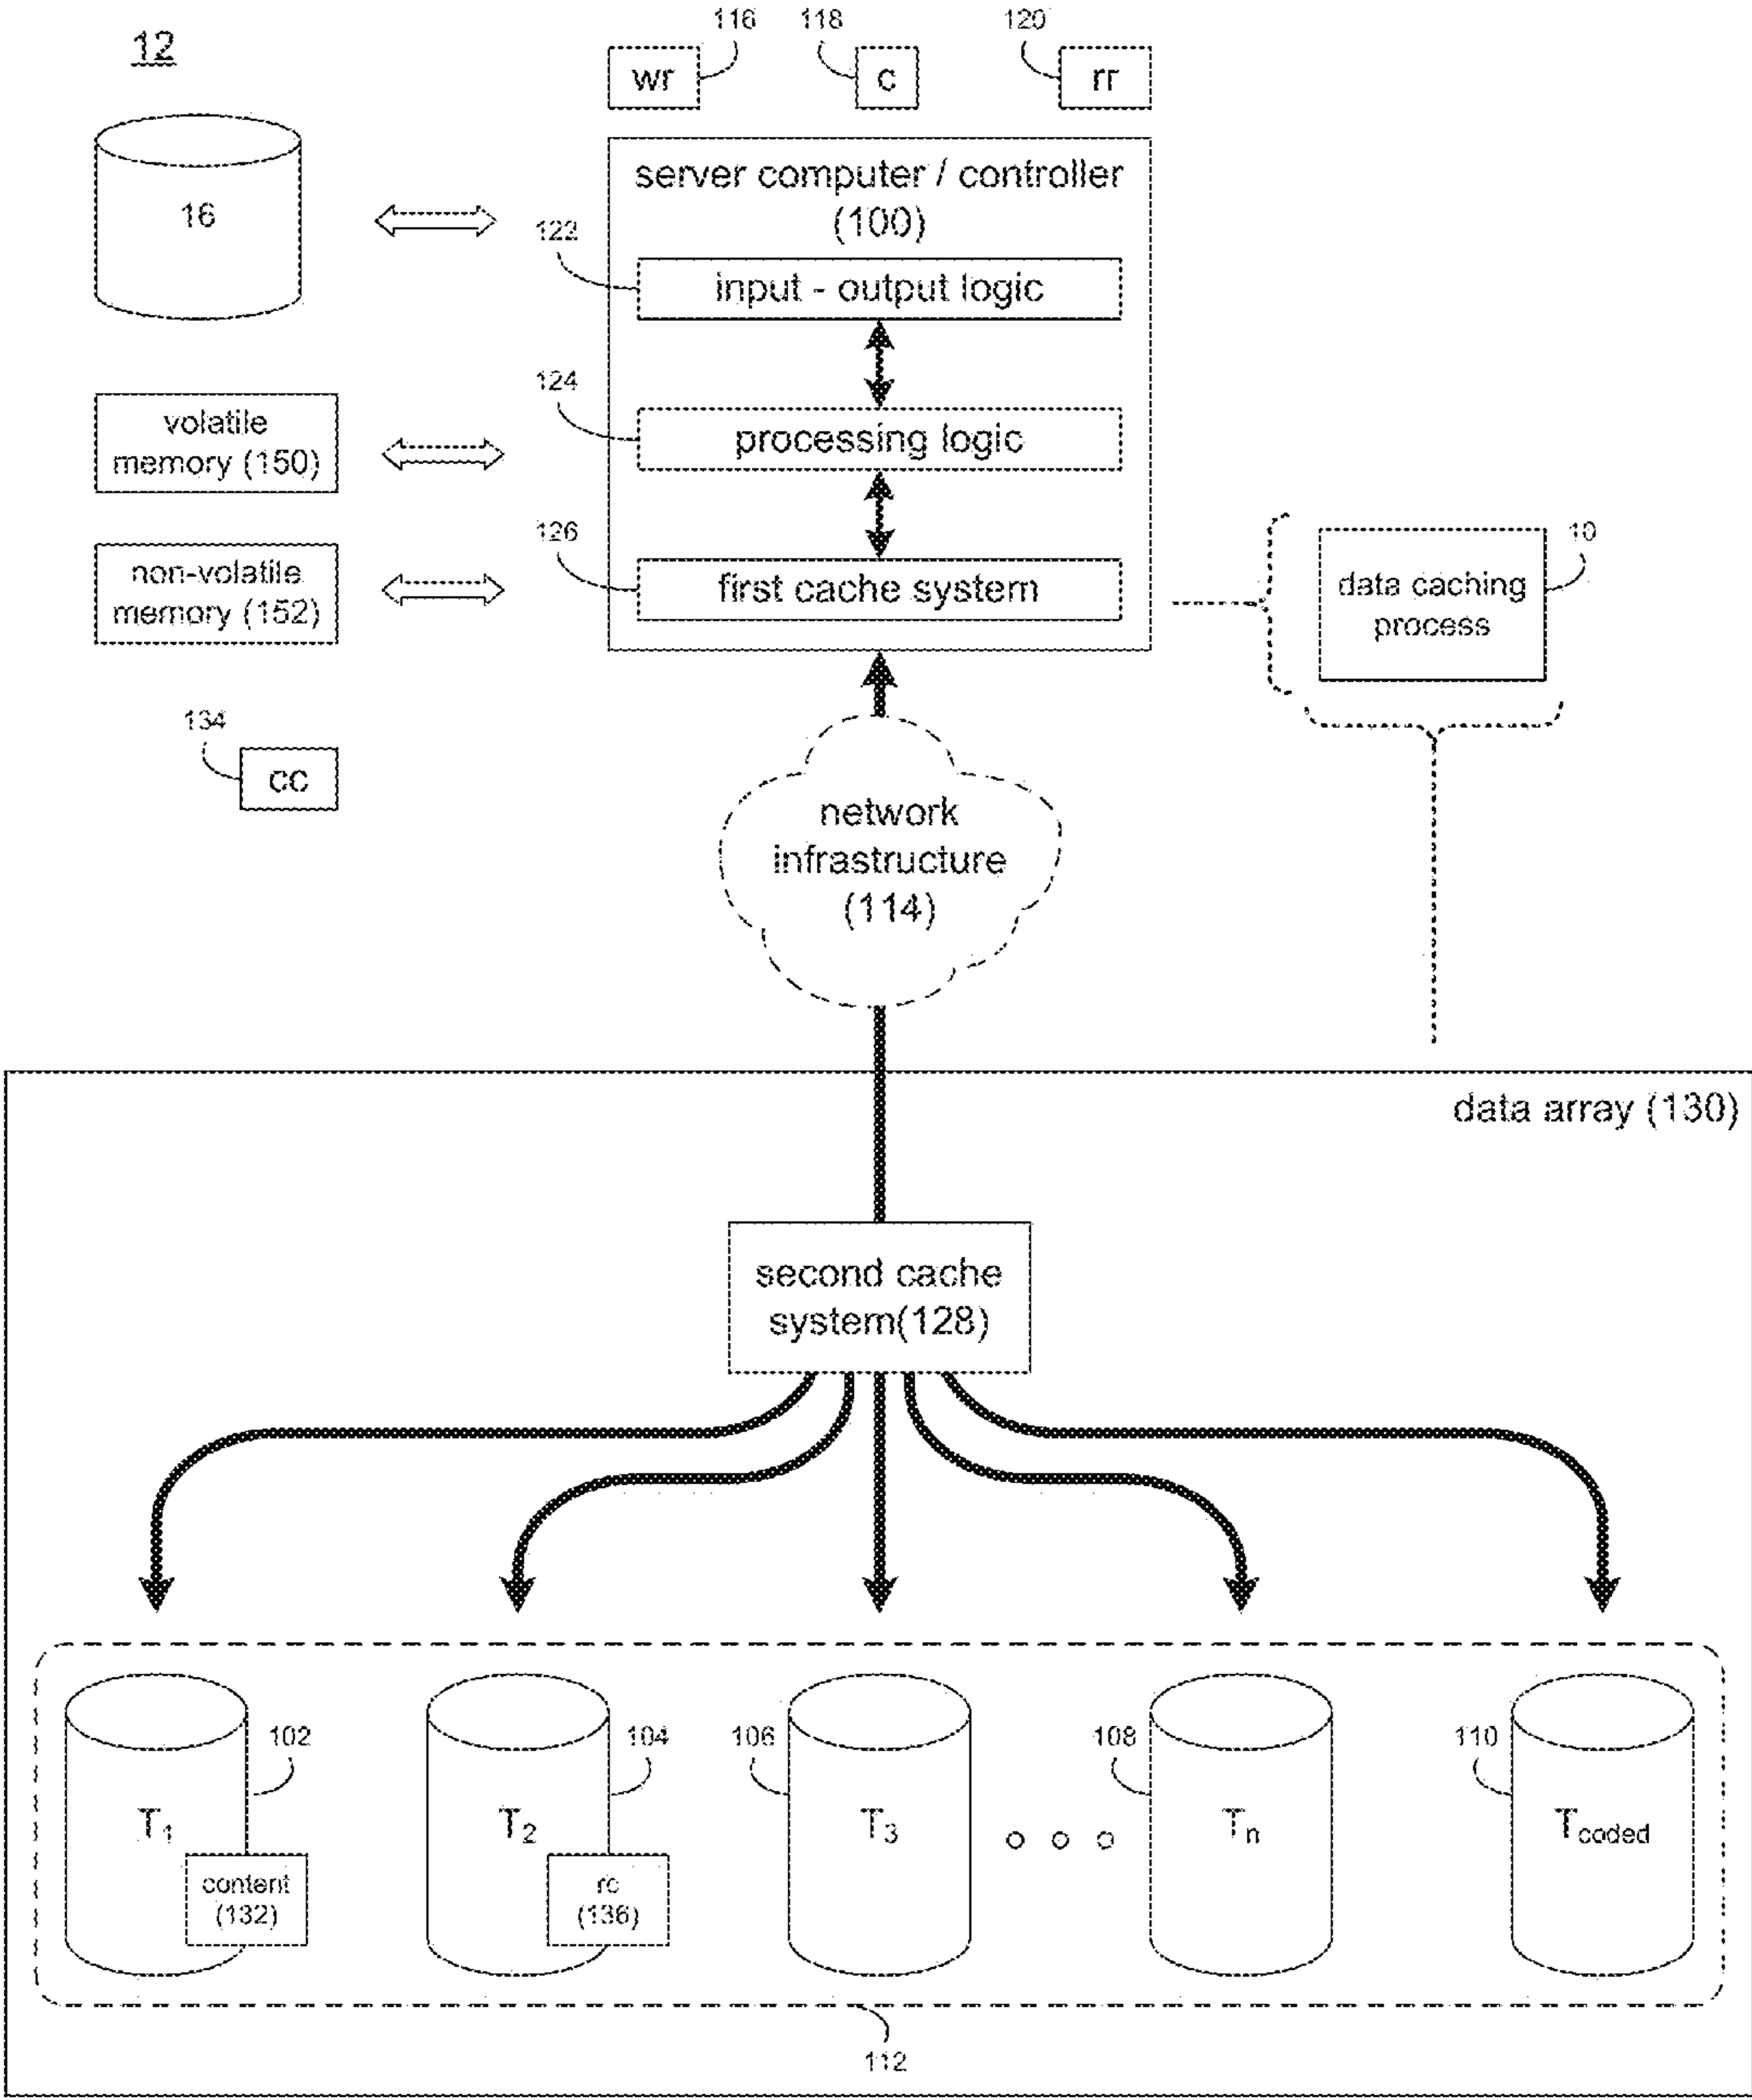 12
116
118
120
wr
c
rr
server computer / controller
(100)
16
122
input - output logic
124
volatile
memory (150)
processing logic
126
non-volatile
memory (152)
first cache system
10
data caching
process
134
cc
network
infrastructure
(114)
data array (130)
second cache
system(128)
102
104
106
108
110
T1
T2
T3
Tn
Tcoded
content
(132)
rc
(136)
112